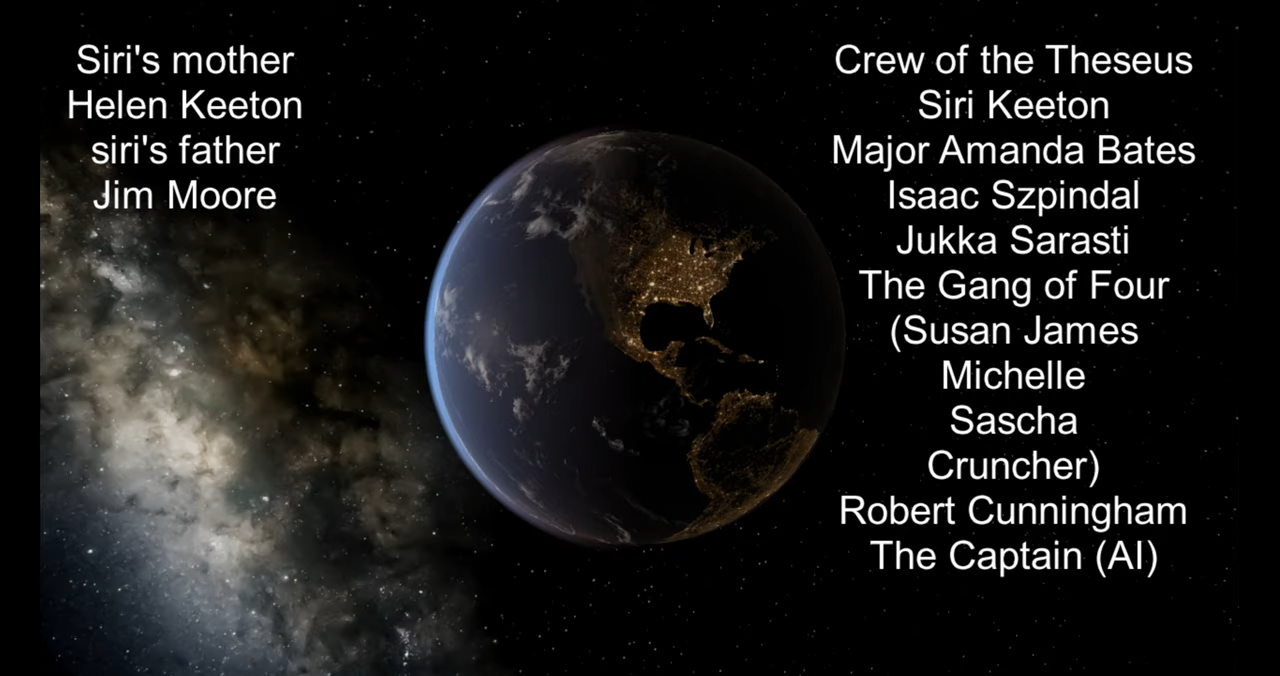 Siri's mother
Helen Keeton
siri's father
Jim Moore
Crew of the Theseus
Siri Keeton
Major Amanda Bates
Isaac Szpindal
Jukka Sarasti
The Gang of Four
(Susan James
Michelle
Sascha
Cruncher)
Robert Cunningham
The Captain (AI)